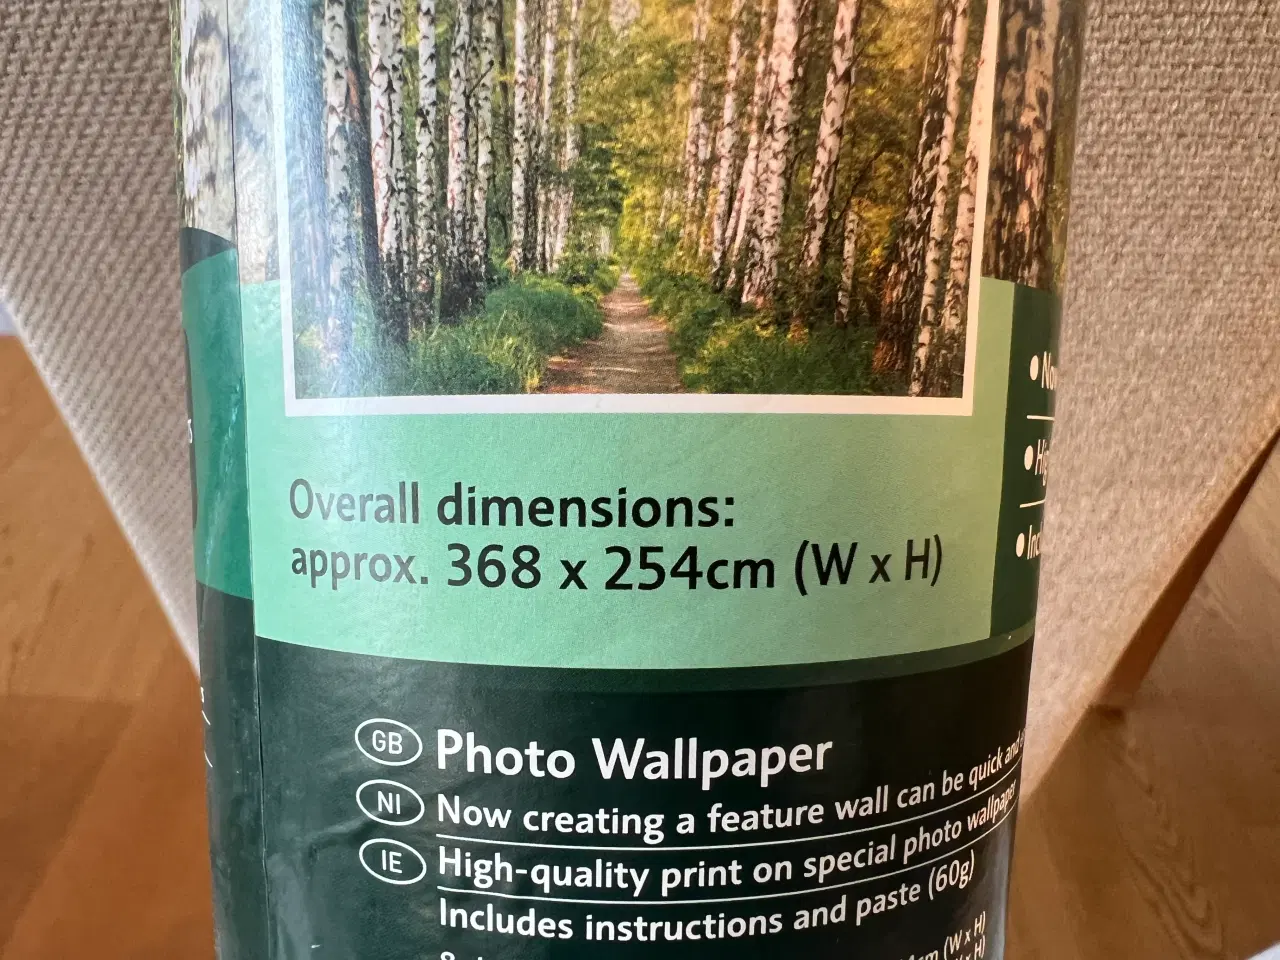 Overall dimensions:
approx. 368 x 254cm (W x H)
GB
Photo Wallpaper
NI
Now creating a feature wall can be quick and
IE
High-quality print on special photo wallpaper
Includes instructions and paste (60g)
cm (W x H)